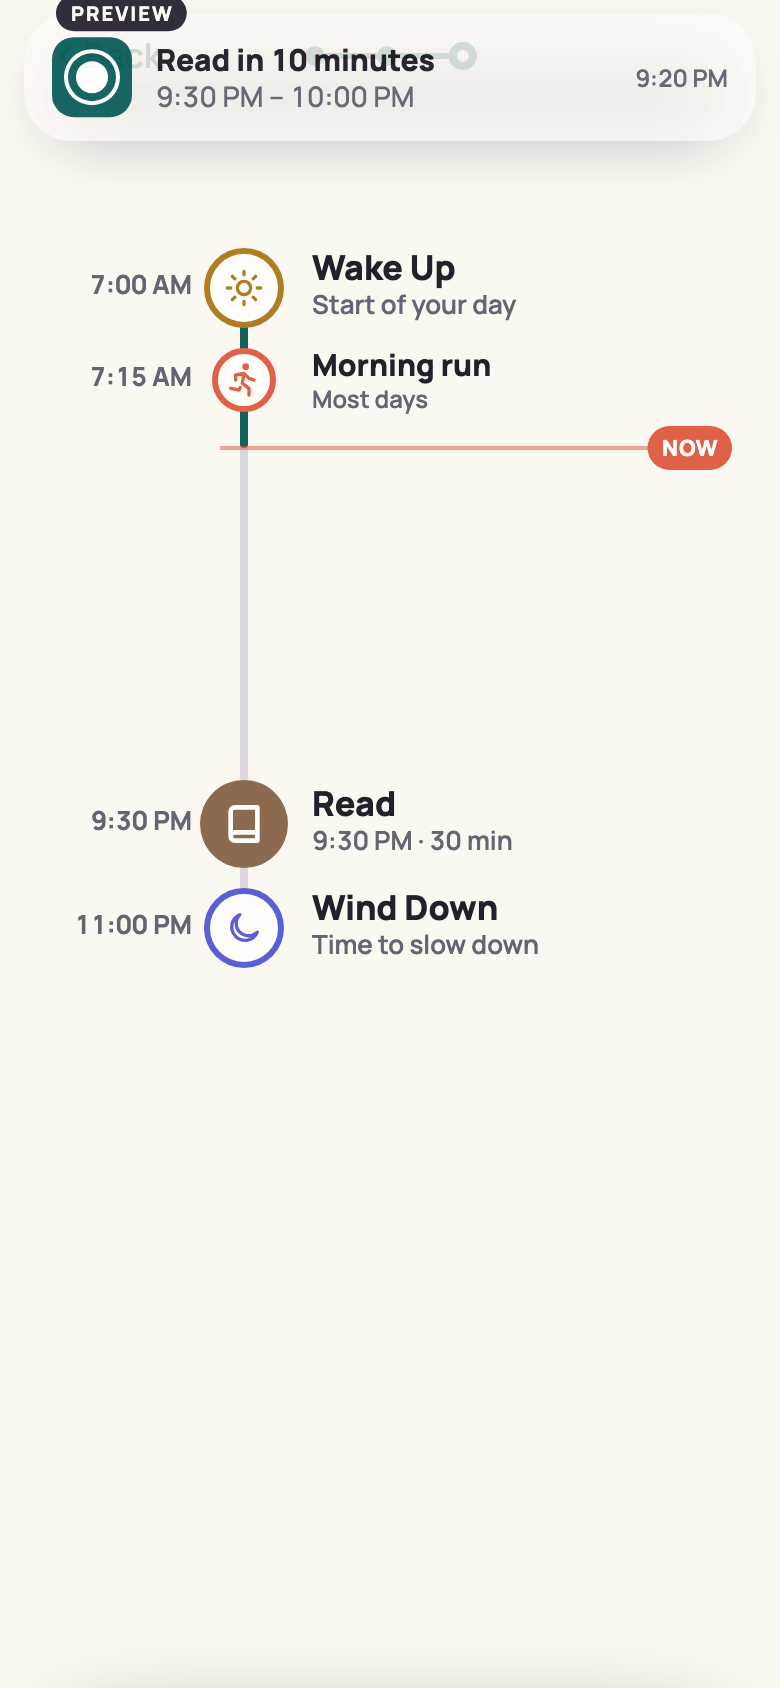 PREVIEW
Read in 10 minutes
9:30 PM – 10:00 PM
9:20 PM
7:00 AM
Wake Up
Start of your day
7:15 AM
Morning run
Most days
NOW
9:30 PM
Read
9:30 PM · 30 min
11:00 PM
Wind Down
Time to slow down